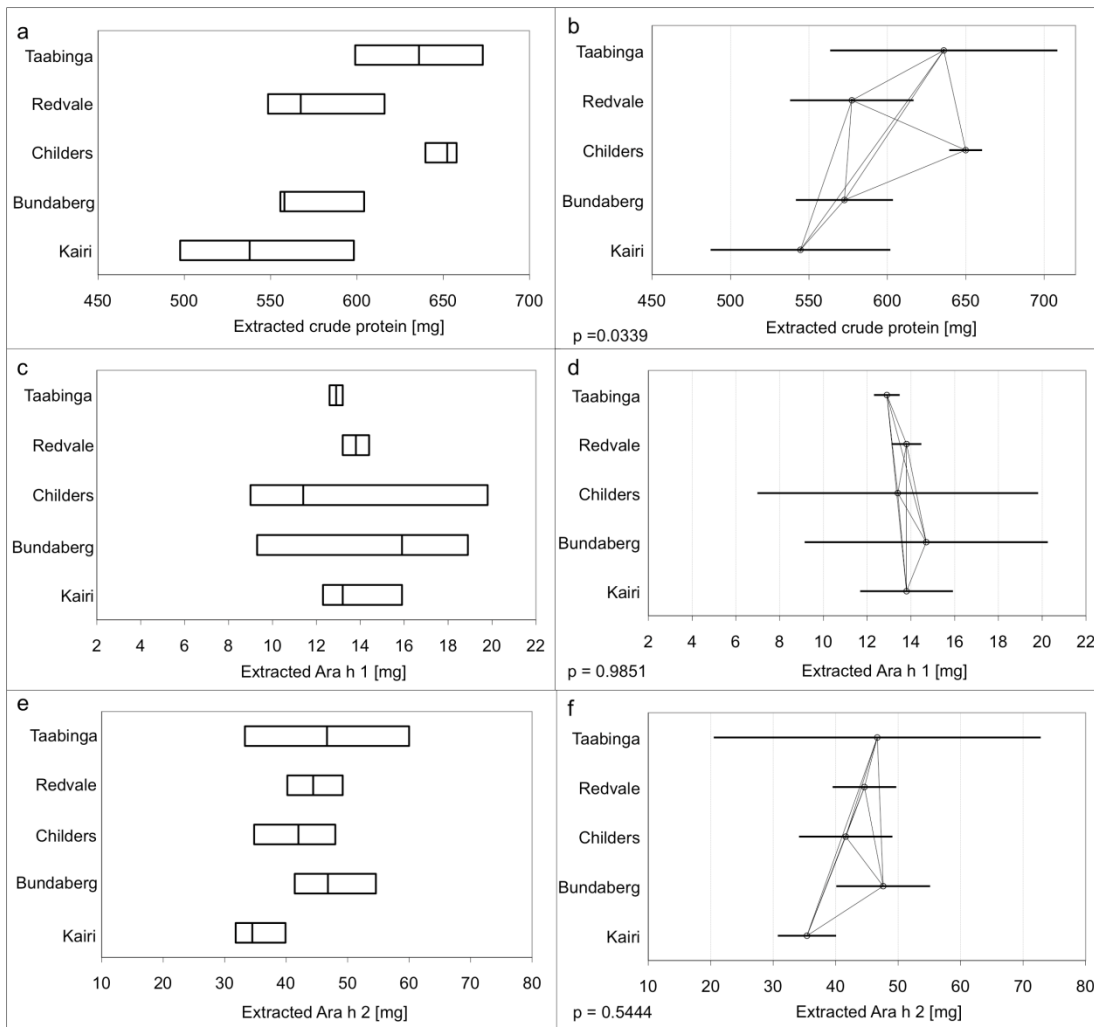 a
Taabinga
Redvale
Childers
Bundaberg
Kairi
450 500 550 600 650 700
Extracted crude protein [mg]
b
Taabinga
Redvale
Childers
Bundaberg
Kairi
450 500 550 600 650 700
Extracted crude protein [mg]
p =0.0339
c
Taabinga
Redvale
Childers
Bundaberg
Kairi
2 4 6 8 10 12 14 16 18 20 22
Extracted Ara h 1 [mg]
d
Taabinga
Redvale
Childers
Bundaberg
Kairi
2 4 6 8 10 12 14 16 18 20 22
Extracted Ara h 1 [mg]
p = 0.9851
e
Taabinga
Redvale
Childers
Bundaberg
Kairi
10 20 30 40 50 60 70 80
Extracted Ara h 2 [mg]
f
Taabinga
Redvale
Childers
Bundaberg
Kairi
10 20 30 40 50 60 70 80
Extracted Ara h 2 [mg]
p = 0.5444